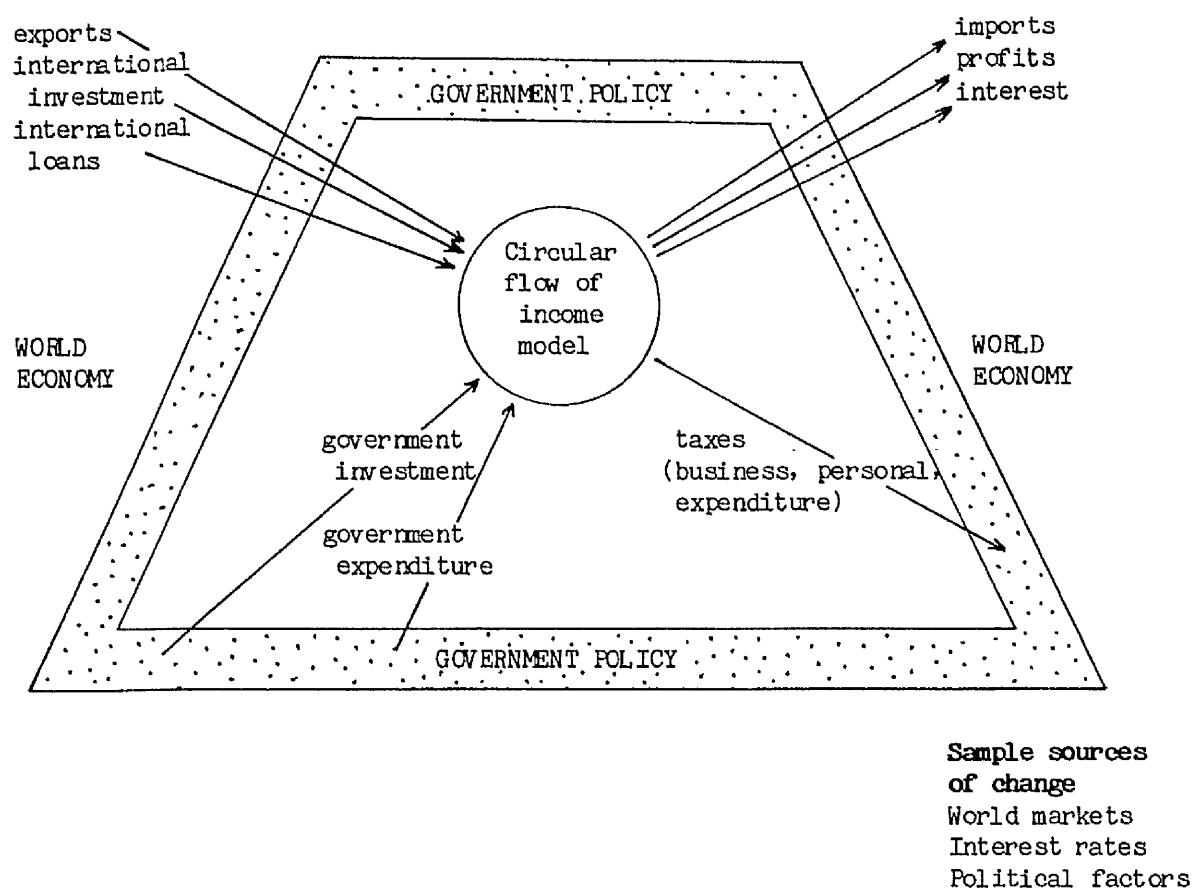 exports
international
investment
international
loans
imports
profits
interest
GOVERNMENT POLICY
Circular
flow of
income
model
WORLD
ECONOMY
WORLD
ECONOMY
government
investment
taxes
(business, personal,
expenditure)
government
expenditure
GOVERNMENT POLICY
Sample sources
of change
World markets
Interest rates
Political factors